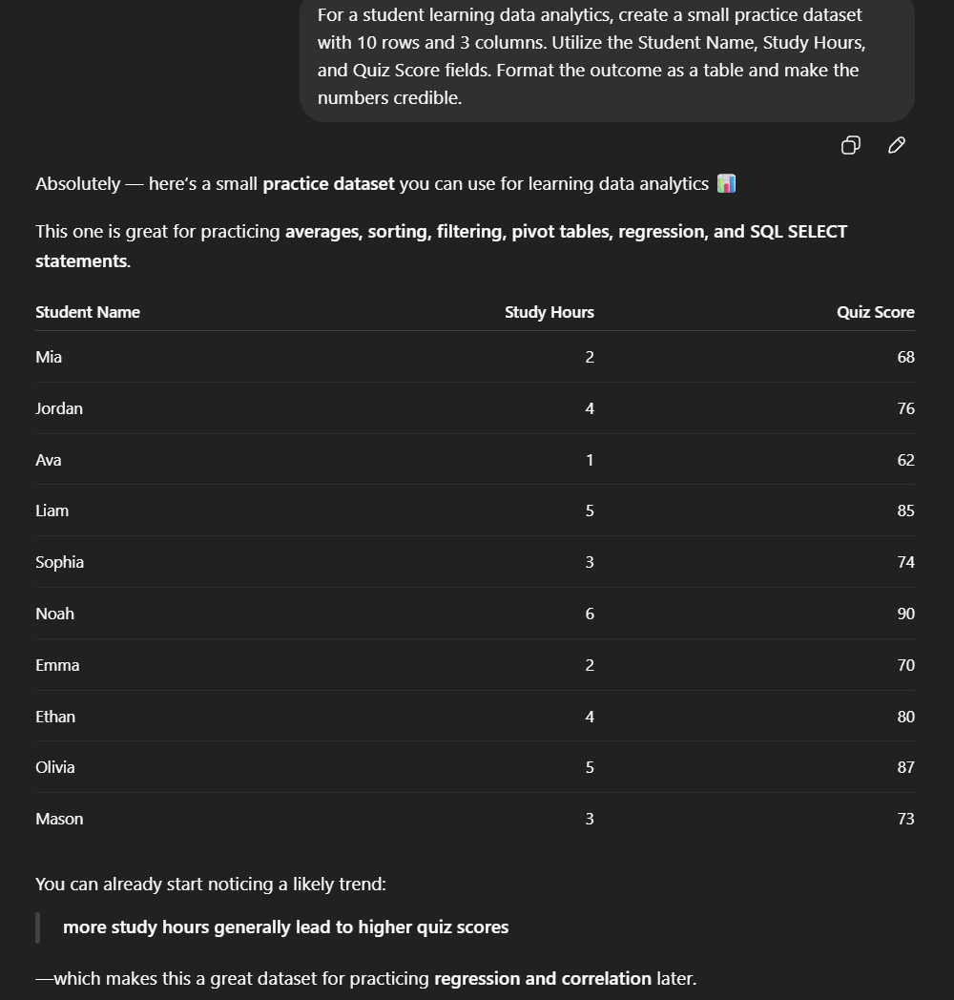 For a student learning data analytics, create a small practice dataset
with 10 rows and 3 columns. Utilize the Student Name, Study Hours,
and Quiz Score fields. Format the outcome as a table and make the
numbers credible.
Absolutely — here’s a small practice dataset you can use for learning data analytics 📊
This one is great for practicing averages, sorting, filtering, pivot tables, regression, and SQL SELECT
statements.
Student Name Study Hours Quiz Score
Mia 2 68
Jordan 4 76
Ava 1 62
Liam 5 85
Sophia 3 74
Noah 6 90
Emma 2 70
Ethan 4 80
Olivia 5 87
Mason 3 73
You can already start noticing a likely trend:
more study hours generally lead to higher quiz scores
—which makes this a great dataset for practicing regression and correlation later.